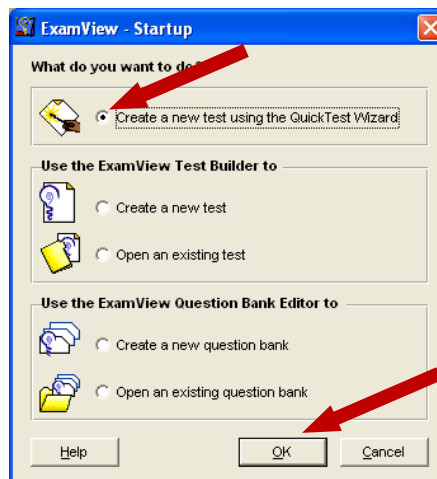 ExamView - Startup
What do you want to do?
Create a new test using the QuickTest Wizard
Use the ExamView Test Builder to
Create a new test
Open an existing test
Use the ExamView Question Bank Editor to
Create a new question bank
Open an existing question bank
Help OK Cancel